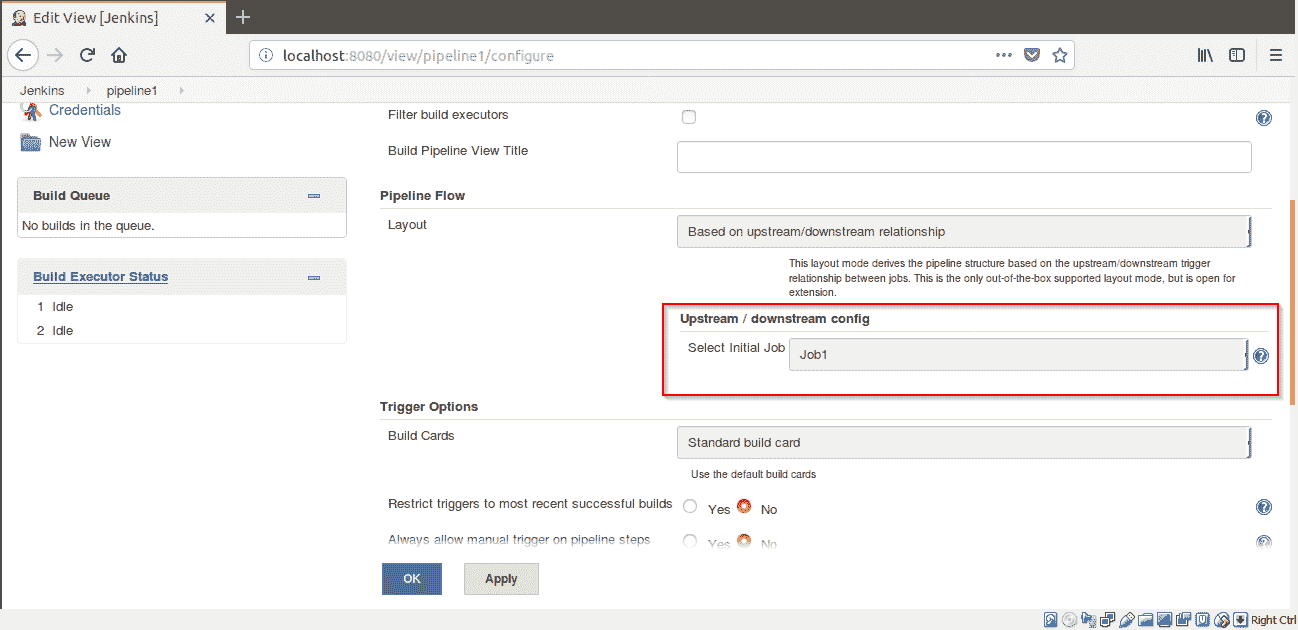 Edit View [Jenkins]
localhost:8080/view/pipeline1/configure
Jenkins pipeline1
Credentials
New View
Build Queue
No builds in the queue.
Build Executor Status
1 Idle
2 Idle
Filter build executors
Build Pipeline View Title
Pipeline Flow
Layout
Based on upstream/downstream relationship
This layout mode derives the pipeline structure based on the upstream/downstream trigger
relationship between jobs. This is the only out-of-the-box supported layout mode, but is open for
extension.
Upstream / downstream config
Select Initial Job Job1
Trigger Options
Build Cards
Standard build card
Use the default build cards
Restrict triggers to most recent successful builds Yes No
Always allow manual trigger on pipeline steps Yes No
OK Apply
Right Ctrl